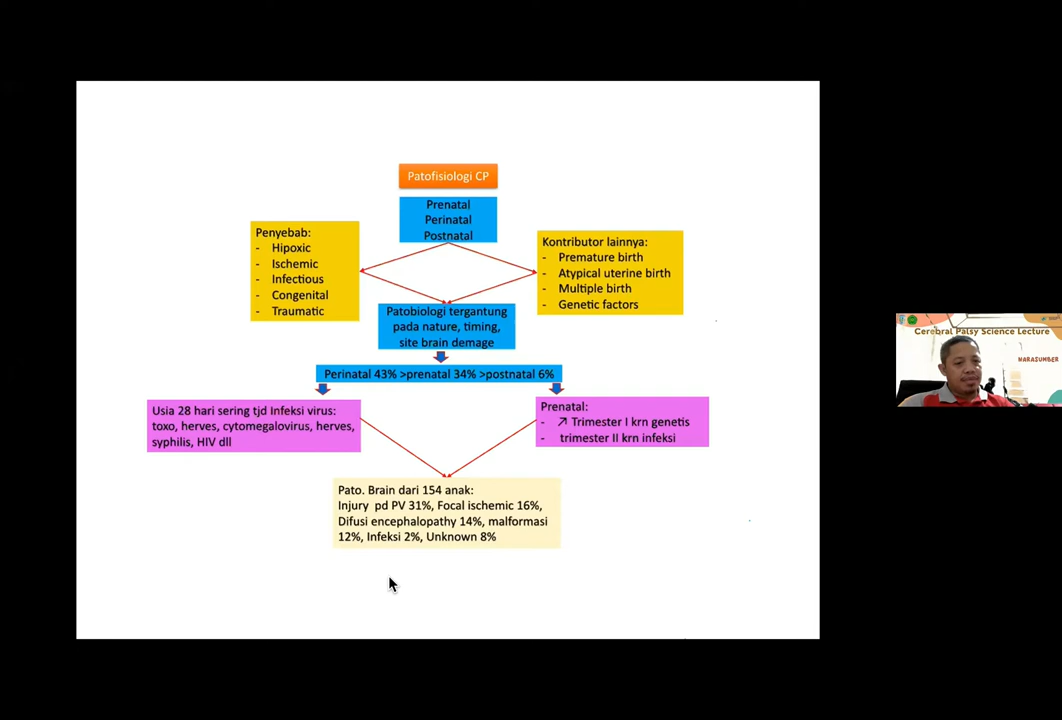 Patofisiologi CP
Prenatal
Perinatal
Postnatal
Penyebab:
- Hipoxic
- Ischemic
- Infectious
- Congenital
- Traumatic
Kontributor lainnya:
- Premature birth
- Atypical uterine birth
- Multiple birth
- Genetic factors
Patobiologi tergantung
pada nature, timing,
site brain demage
Perinatal 43% >prenatal 34% >postnatal 6%
Usia 28 hari sering tjd Infeksi virus:
toxo, herves, cytomegalovirus, herves,
syphilis, HIV dll
Prenatal:
- ↗ Trimester I krn genetis
- trimester II krn infeksi
Pato. Brain dari 154 anak:
Injury pd PV 31%, Focal ischemic 16%,
Difusi encephalopathy 14%, malformasi
12%, Infeksi 2%, Unknown 8%
Cerebral Palsy Science Lecture
NARASUMBER